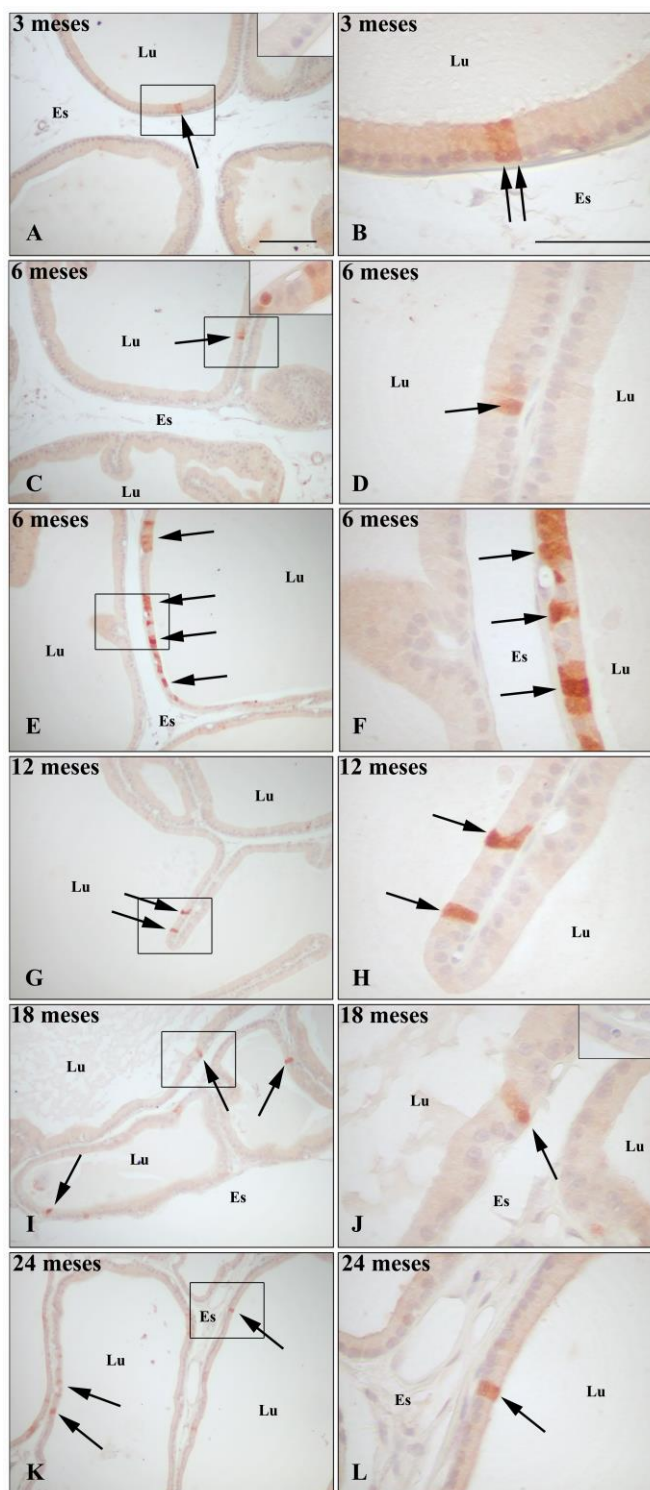 3 meses
Lu
Es
A
3 meses
Lu
Es
B
6 meses
Lu
Es
Lu
C
6 meses
Lu
Lu
D
6 meses
Lu
Lu
Es
E
6 meses
Es
Lu
F
12 meses
Lu
Lu
G
12 meses
Lu
H
18 meses
Lu
Lu
Es
I
18 meses
Lu
Lu
Es
J
24 meses
Es
Lu
Lu
K
24 meses
Es
Lu
L